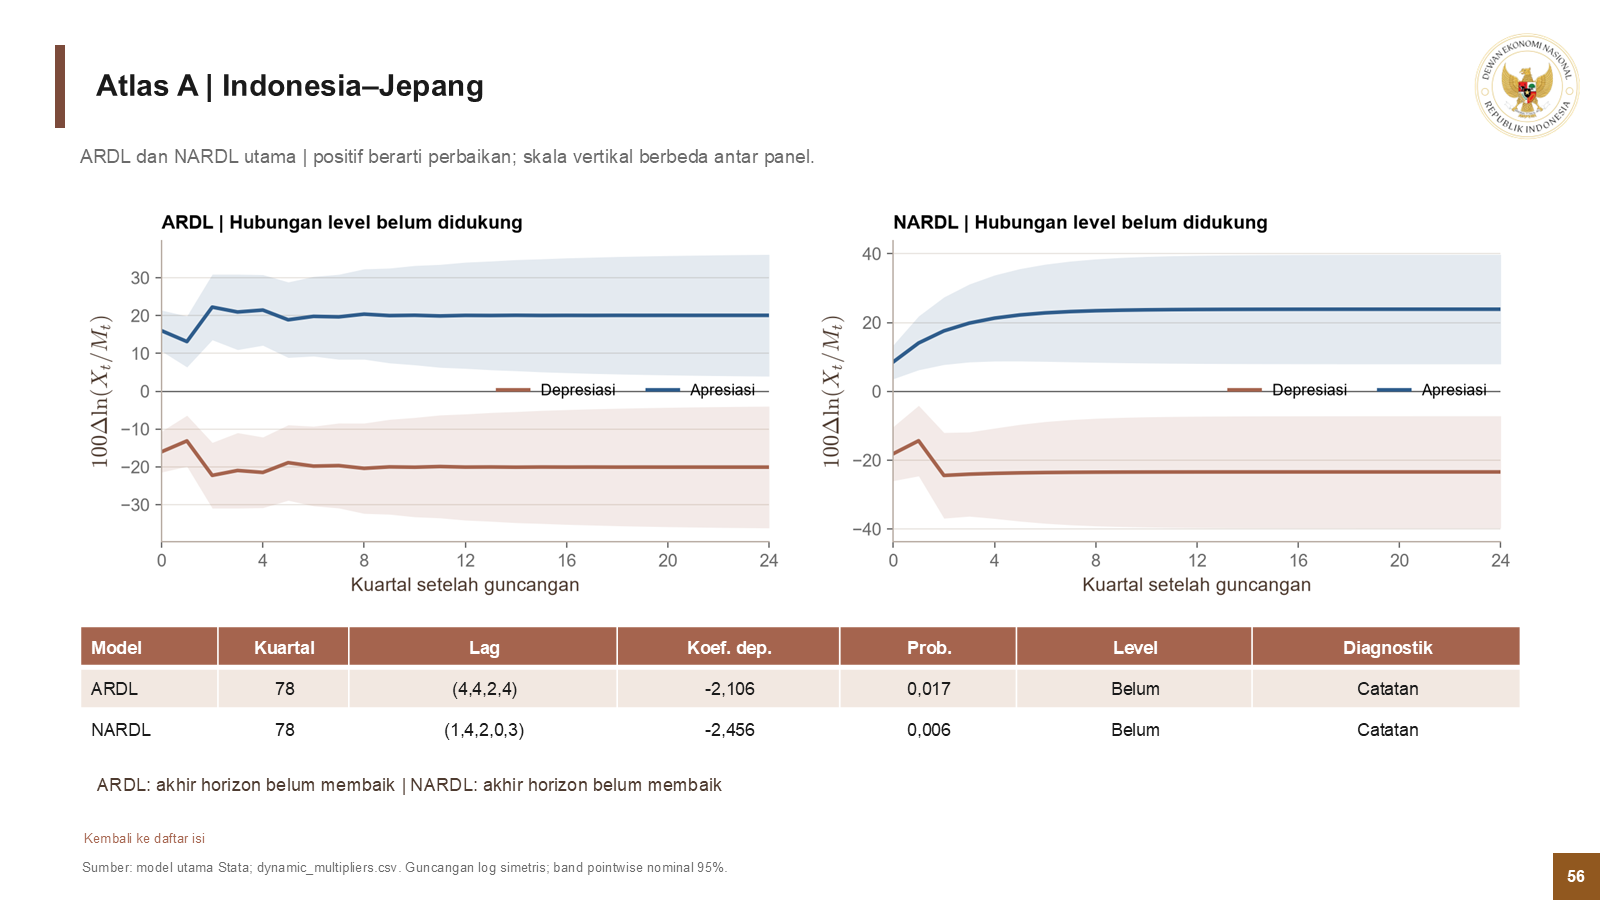 Atlas A | Indonesia–Jepang
DEWAN EKONOMI NASIONAL
REPUBLIK INDONESIA
ARDL dan NARDL utama | positif berarti perbaikan; skala vertikal berbeda antar panel.
ARDL | Hubungan level belum didukung
100Δln(Xₜ/Mₜ)
30
20
10
0
−10
−20
−30
Depresiasi Apresiasi
0 4 8 12 16 20 24
Kuartal setelah guncangan
NARDL | Hubungan level belum didukung
100Δln(Xₜ/Mₜ)
40
20
0
−20
−40
Depresiasi Apresiasi
0 4 8 12 16 20 24
Kuartal setelah guncangan
Model Kuartal Lag Koef. dep. Prob. Level Diagnostik
ARDL 78 (4,4,2,4) -2,106 0,017 Belum Catatan
NARDL 78 (1,4,2,0,3) -2,456 0,006 Belum Catatan
ARDL: akhir horizon belum membaik | NARDL: akhir horizon belum membaik
Kembali ke daftar isi
Sumber: model utama Stata; dynamic_multipliers.csv. Guncangan log simetris; band pointwise nominal 95%.
56